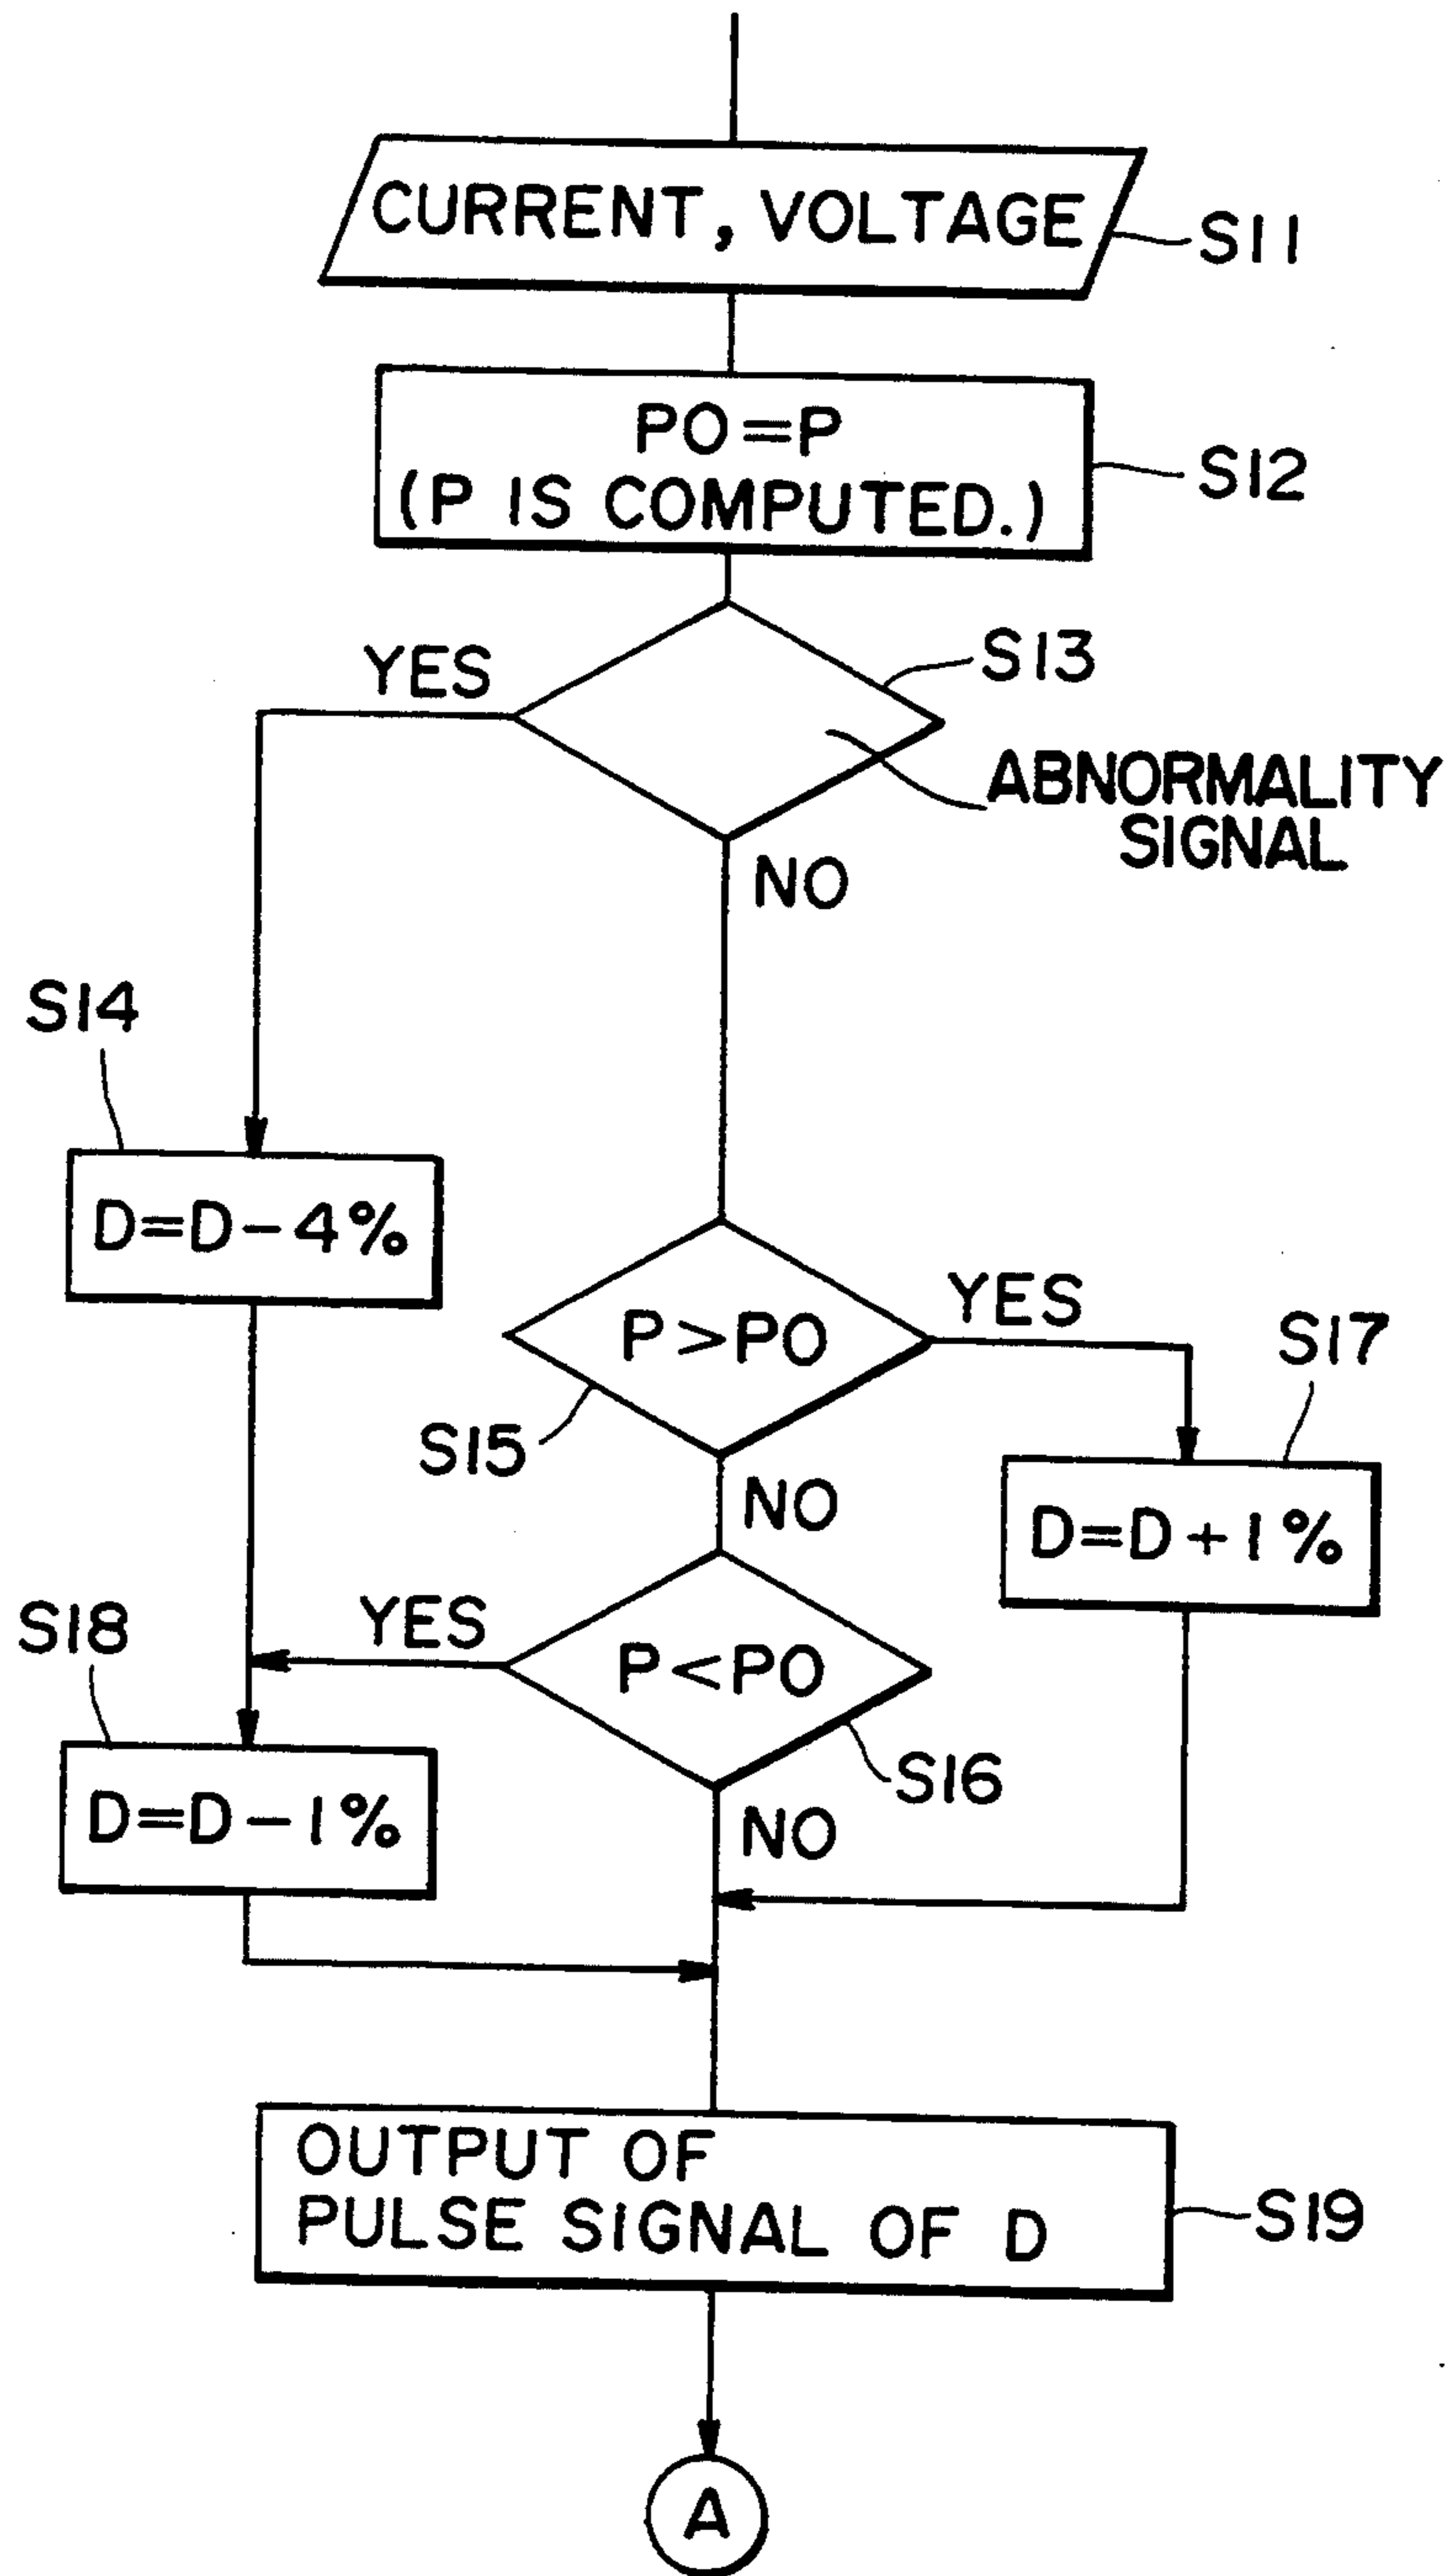 CURRENT, VOLTAGE
S11
PO=P
(P IS COMPUTED.)
S12
S13
YES
ABNORMALITY
SIGNAL
NO
S14
D=D-4%
P>PO
YES
S17
S15
NO
D=D+1%
S18
YES
P<PO
S16
D=D-1%
NO
OUTPUT OF
PULSE SIGNAL OF D
S19
A